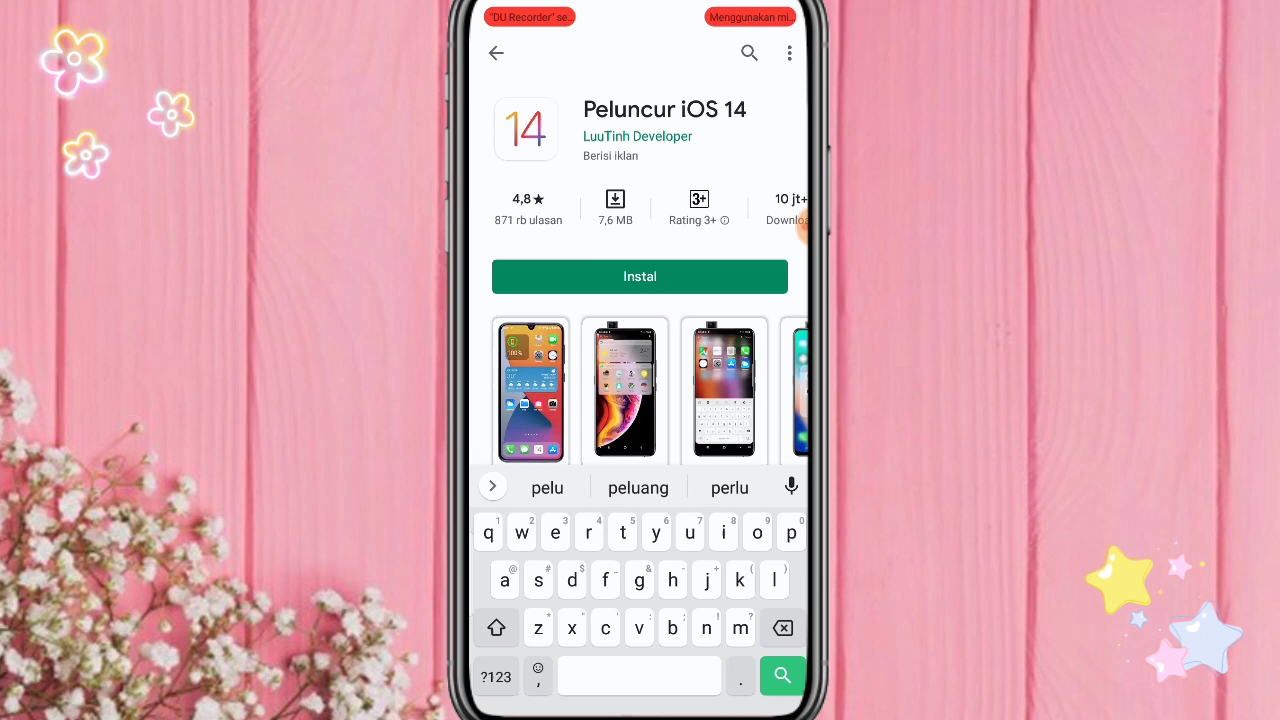 "DU Recorder" se...
Menggunakan mi...
14
Peluncur iOS 14
LuuTinh Developer
Berisi iklan
4,8★
3+
10 jt+
871 rb ulasan
7,6 MB
Rating 3+
Instal
pelu
peluang
perlu
q1 w2 e3 r4 t5 y6 u7 i8 o9 p0
a@ s# d$ f g& h- j+ k( l)
z* x" c' v: b; n! m?
?123 , .